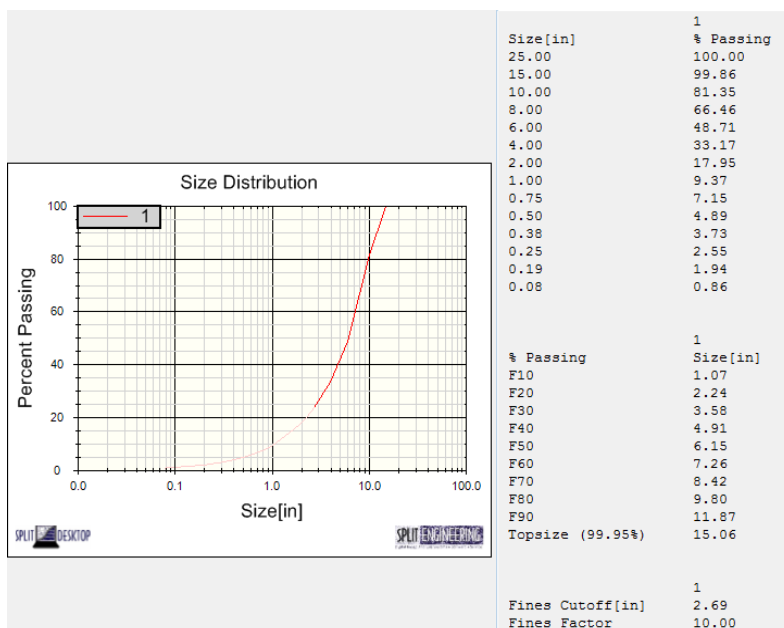 Size Distribution
1
100
80
60
40
20
0
Percent Passing
0.0 0.1 1.0 10.0 100.0
Size[in]
SPLIT DESKTOP
SPLIT ENGINEERING
1
Size[in] % Passing
25.00 100.00
15.00 99.86
10.00 81.35
8.00 66.46
6.00 48.71
4.00 33.17
2.00 17.95
1.00 9.37
0.75 7.15
0.50 4.89
0.38 3.73
0.25 2.55
0.19 1.94
0.08 0.86
1
% Passing Size[in]
F10 1.07
F20 2.24
F30 3.58
F40 4.91
F50 6.15
F60 7.26
F70 8.42
F80 9.80
F90 11.87
Topsize (99.95%) 15.06
1
Fines Cutoff[in] 2.69
Fines Factor 10.00